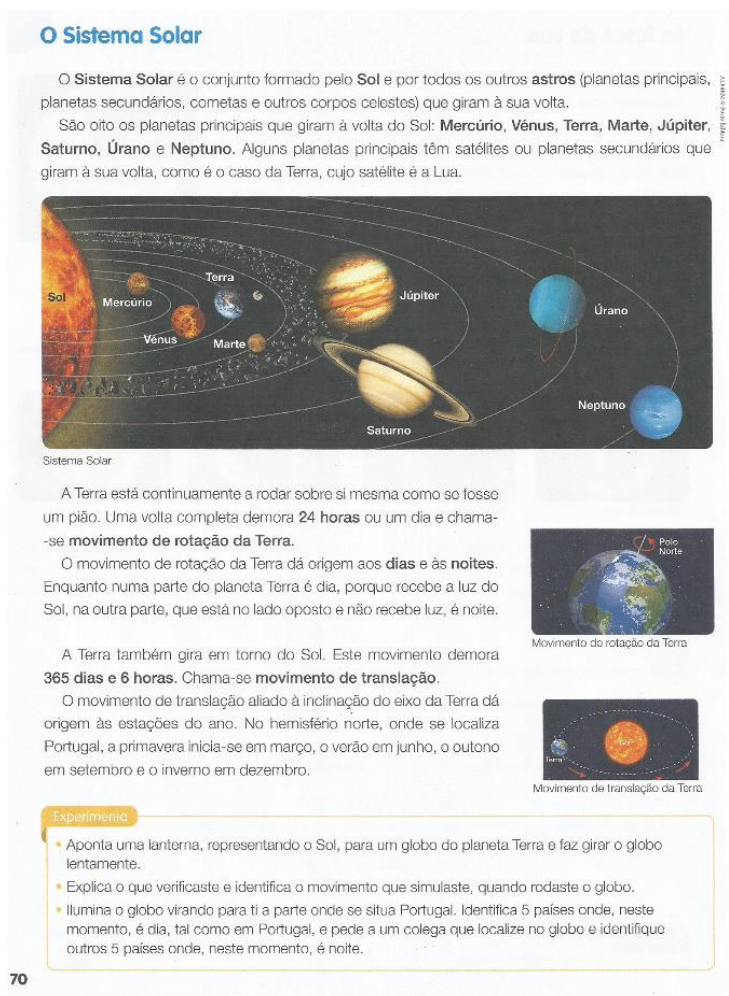 O Sistema Solar
O Sistema Solar é o conjunto formado pelo Sol e por todos os outros astros (planetas principais,
planetas secundários, cometas e outros corpos celestes) que giram à sua volta.
São oito os planetas principais que giram à volta do Sol: Mercúrio, Vénus, Terra, Marte, Júpiter,
Saturno, Úrano e Neptuno. Alguns planetas principais têm satélites ou planetas secundários que
giram à sua volta, como é o caso da Terra, cujo satélite é a Lua.
Sol
Mercúrio
Vénus
Terra
Marte
Júpiter
Saturno
Úrano
Neptuno
Sistema Solar
A Terra está continuamente a rodar sobre si mesma como se fosse
um pião. Uma volta completa demora 24 horas ou um dia e chama-
-se movimento de rotação da Terra.
O movimento de rotação da Terra dá origem aos dias e às noites.
Enquanto numa parte do planeta Terra é dia, porque recebe a luz do
Sol, na outra parte, que está no lado oposto e não recebe luz, é noite.
Polo
Norte
Movimento de rotação da Terra
A Terra também gira em torno do Sol. Este movimento demora
365 dias e 6 horas. Chama-se movimento de translação.
O movimento de translação aliado à inclinação do eixo da Terra dá
origem às estações do ano. No hemisfério norte, onde se localiza
Portugal, a primavera inicia-se em março, o verão em junho, o outono
em setembro e o inverno em dezembro.
Terra
Movimento de translação da Terra
Experimenta
• Aponta uma lanterna, representando o Sol, para um globo do planeta Terra e faz girar o globo
lentamente.
• Explica o que verificaste e identifica o movimento que simulaste, quando rodaste o globo.
• Ilumina o globo virando para ti a parte onde se situa Portugal. Identifica 5 países onde, neste
momento, é dia, tal como em Portugal, e pede a um colega que localize no globo e identifique
outros 5 países onde, neste momento, é noite.
70